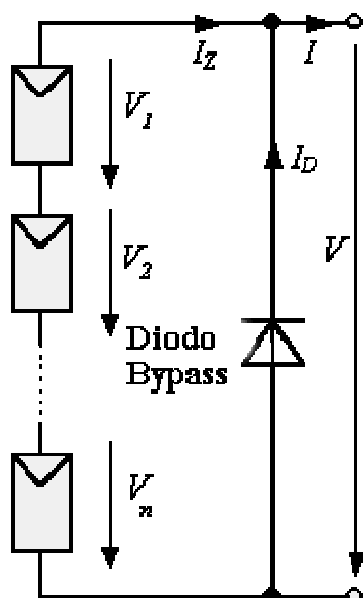 I_Z I
V_1
I_D
V_2
V
Diodo
Bypass
V_n